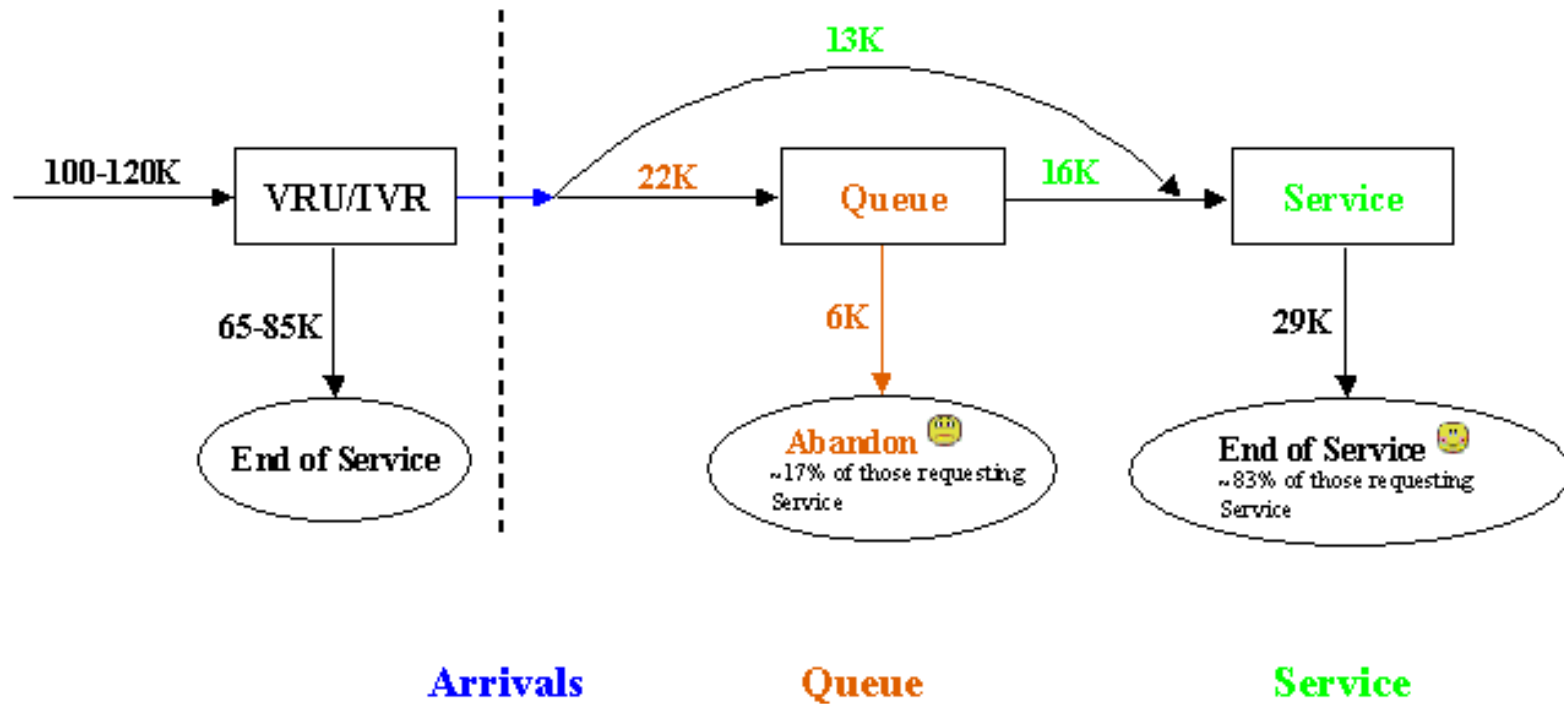 13K
100-120K
VRU/IVR
22K
Queue
16K
Service
65-85K
6K
29K
End of Service
Abandon
~17% of those requesting
Service
End of Service
~83% of those requesting
Service
Arrivals
Queue
Service